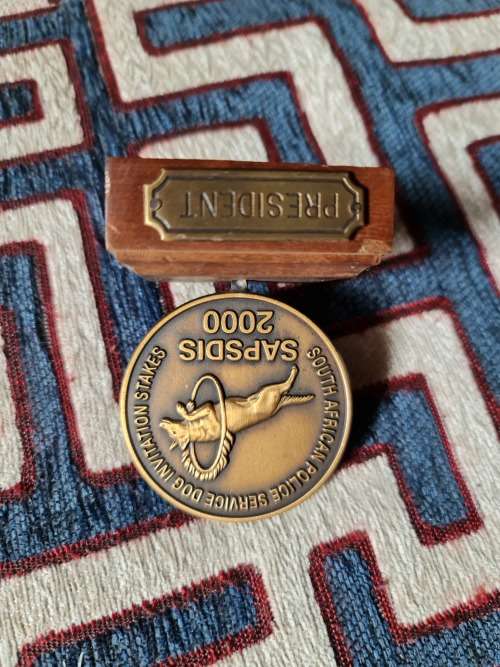 SOUTH AFRICAN POLICE SERVICE DOG INVITATION STAKES
SAPSDIS
2000
PRESIDENT